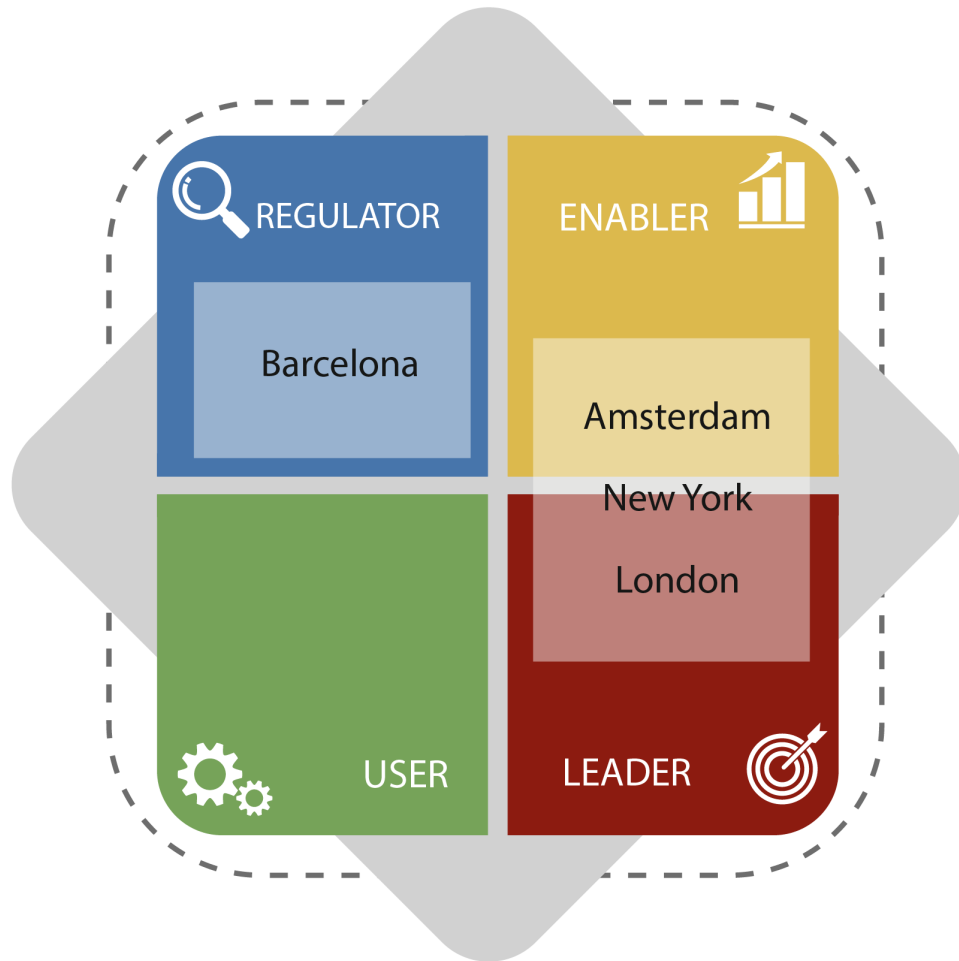 REGULATOR
ENABLER
Barcelona
Amsterdam
New York
London
USER
LEADER